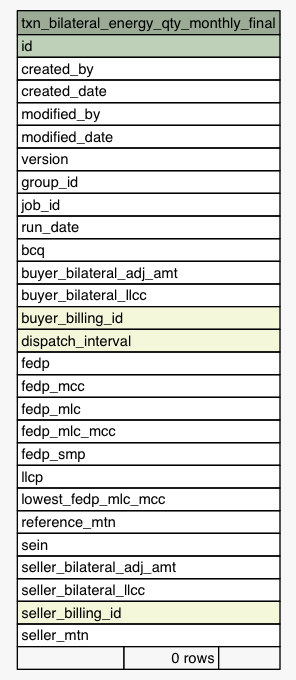 txn_bilateral_energy_qty_monthly_final
id
created_by
created_date
modified_by
modified_date
version
group_id
job_id
run_date
bcq
buyer_bilateral_adj_amt
buyer_bilateral_llcc
buyer_billing_id
dispatch_interval
fedp
fedp_mcc
fedp_mlc
fedp_mlc_mcc
fedp_smp
llcp
lowest_fedp_mlc_mcc
reference_mtn
sein
seller_bilateral_adj_amt
seller_bilateral_llcc
seller_billing_id
seller_mtn
0 rows